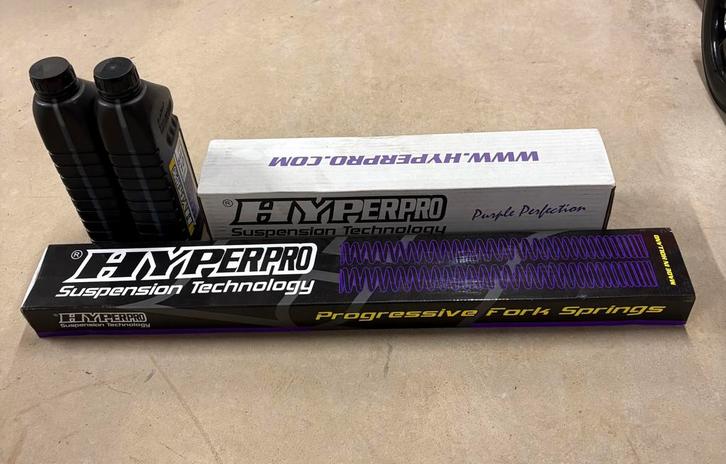 WWW.HYPERPRO.COM
® HYPERPRO
Suspension Technology
Purple Perfection
® HYPERPRO
Suspension Technology
MADE IN HOLLAND
HYPERPRO
Suspension Technology
Progressive Fork Springs